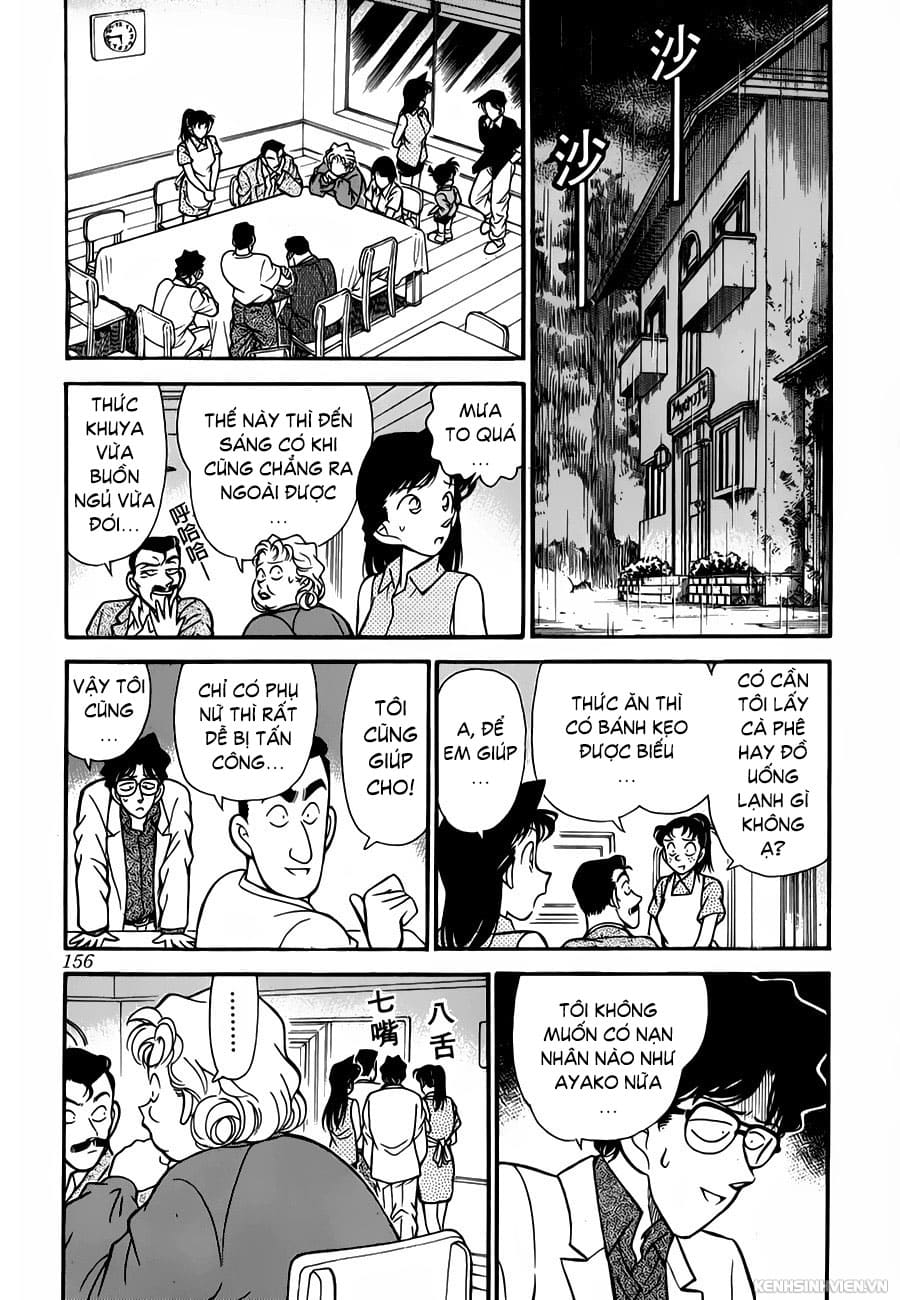 沙
沙
MƯA
TO QUÁ
...
THẾ NÀY THÌ ĐẾN
SÁNG CÓ KHI
CŨNG CHẲNG RA
NGOÀI ĐƯỢC
...
THỨC
KHUYA
VỪA
BUỒN
NGỦ VỪA
ĐÓI...
呼哈哈
CÓ CẦN
TÔI LẤY
CÀ PHÊ
HAY ĐỒ
UỐNG
LẠNH GÌ
KHÔNG
Ạ?
THỨC ĂN THÌ
CÓ BÁNH KẸO
ĐƯỢC BIẾU
...
A, ĐỂ
EM GIÚP
...
TÔI
CŨNG
GIÚP
CHO!
CHỈ CÓ PHỤ
NỮ THÌ RẤT
DỄ BỊ TẤN
CÔNG...
VẬY TÔI
CŨNG
...
156
TÔI KHÔNG
MUỐN CÓ NẠN
NHÂN NÀO NHƯ
AYAKO NỮA
...
八舌
七嘴
........
KENHSINHVIEN.VN